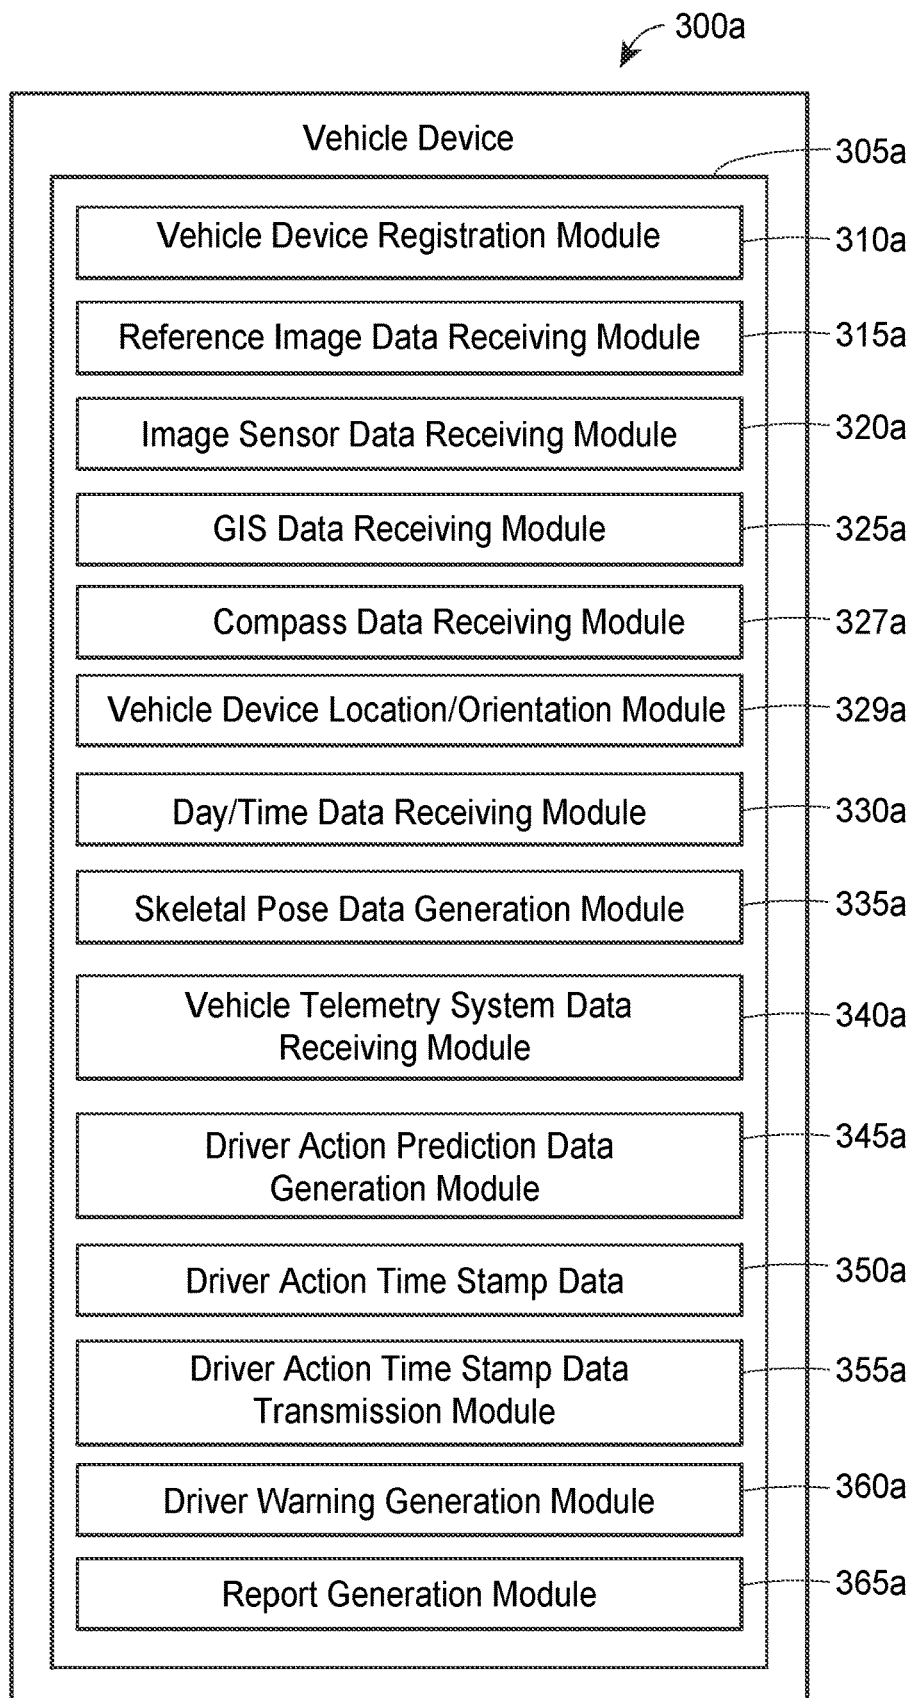 300a
Vehicle Device
305a
Vehicle Device Registration Module
310a
Reference Image Data Receiving Module
315a
Image Sensor Data Receiving Module
320a
GIS Data Receiving Module
325a
Compass Data Receiving Module
327a
Vehicle Device Location/Orientation Module
329a
Day/Time Data Receiving Module
330a
Skeletal Pose Data Generation Module
335a
Vehicle Telemetry System Data
Receiving Module
340a
Driver Action Prediction Data
Generation Module
345a
Driver Action Time Stamp Data
350a
Driver Action Time Stamp Data
Transmission Module
355a
Driver Warning Generation Module
360a
Report Generation Module
365a